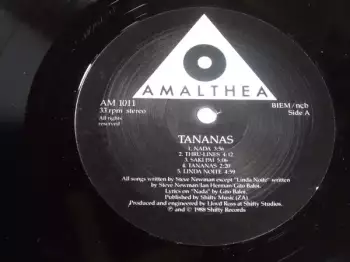 AMALTHEA
AM 1011
33 rpm stereo
All rights
reserved
BIEM / ncb
Side A
TANANAS
1. NADA 3:56
2. THRU-LINES 4:12
3. SAKI PM 5:06
4. TANANAS 2:20
5. LINDA NOITE 4:59
All songs written by Steve Newman except "Linda Noite" written
by Steve Newman/Ian Herman/Gito Baloi.
Lyrics on "Nada" by Gito Baloi.
Published by Shifty Music (ZA).
Produced and engineered by Lloyd Ross at Shifty Studios.
℗ and © 1988 Shifty Records